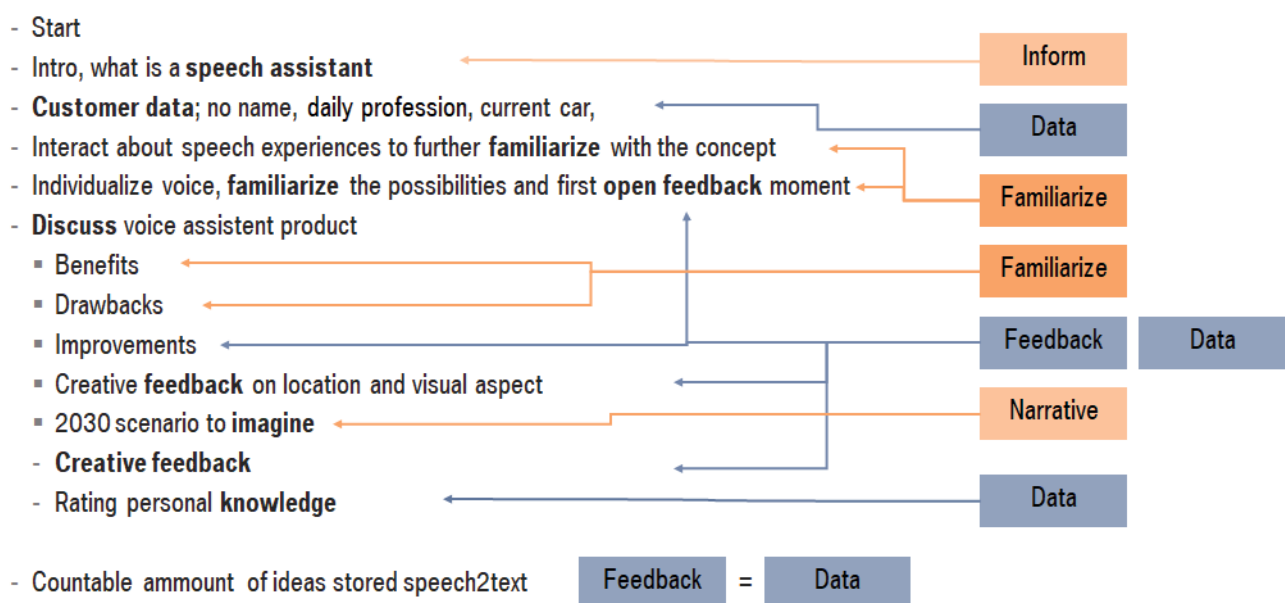 - Start
- Intro, what is a speech assistant
- Customer data; no name, daily profession, current car,
- Interact about speech experiences to further familiarize with the concept
- Individualize voice, familiarize the possibilities and first open feedback moment
- Discuss voice assistent product
▪ Benefits
▪ Drawbacks
▪ Improvements
▪ Creative feedback on location and visual aspect
▪ 2030 scenario to imagine
- Creative feedback
- Rating personal knowledge
- Countable ammount of ideas stored speech2text
Feedback = Data
Inform
Data
Familiarize
Familiarize
Feedback Data
Narrative
Data